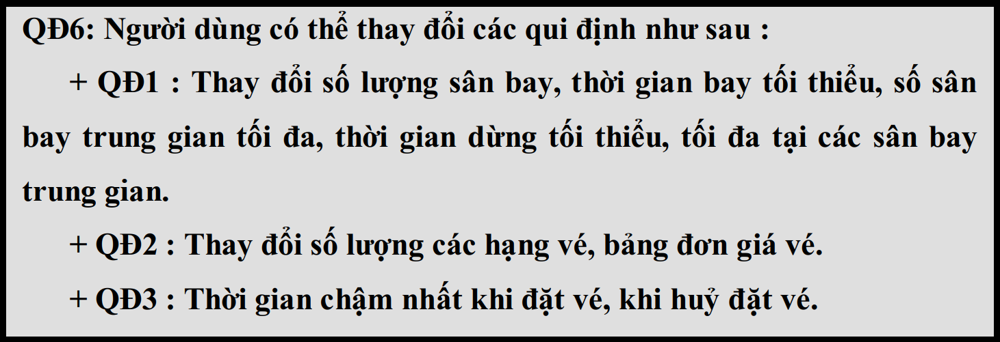 QĐ6: Người dùng có thể thay đổi các qui định như sau :
+ QĐ1 : Thay đổi số lượng sân bay, thời gian bay tối thiểu, số sân
bay trung gian tối đa, thời gian dừng tối thiểu, tối đa tại các sân bay
trung gian.
+ QĐ2 : Thay đổi số lượng các hạng vé, bảng đơn giá vé.
+ QĐ3 : Thời gian chậm nhất khi đặt vé, khi huỷ đặt vé.